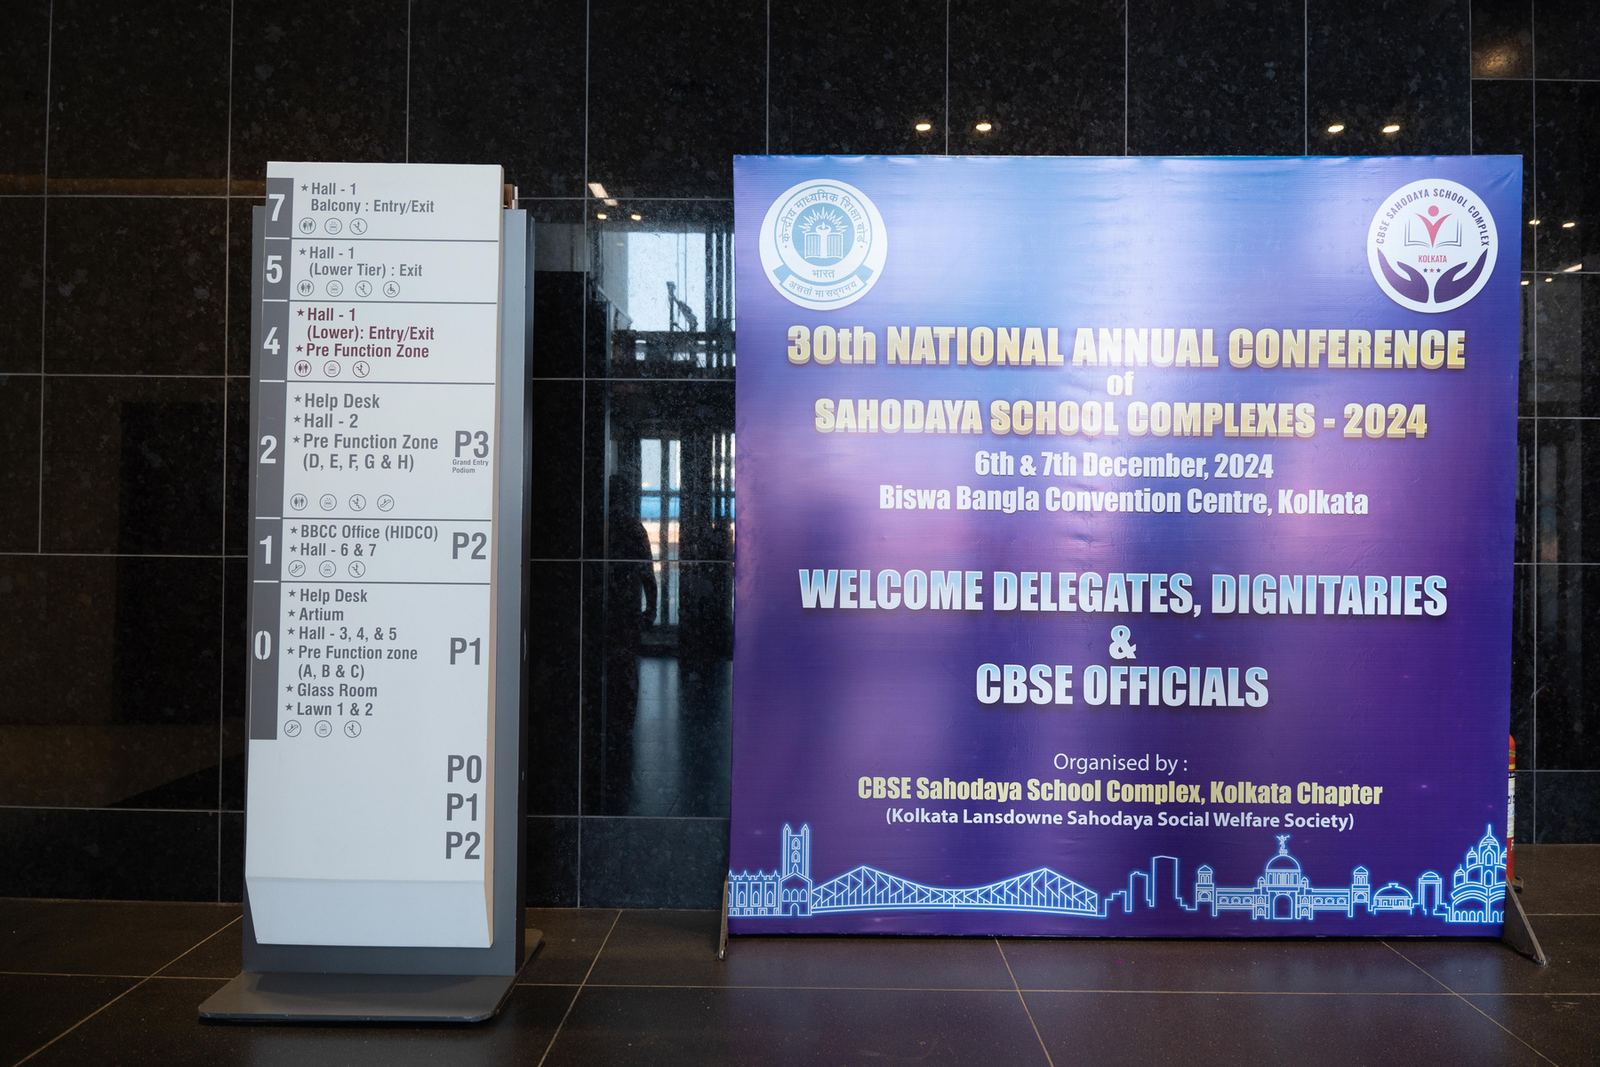 7
★ Hall - 1
Balcony : Entry/Exit
5
★ Hall - 1
(Lower Tier) : Exit
4
★ Hall - 1
(Lower): Entry/Exit
★ Pre Function Zone
2
★ Help Desk
★ Hall - 2
★ Pre Function Zone
(D, E, F, G & H)
P3
Grand Entry
Podium
1
★ BBCC Office (HIDCO)
★ Hall - 6 & 7
P2
0
★ Help Desk
★ Artium
★ Hall - 3, 4, & 5
★ Pre Function zone
(A, B & C)
★ Glass Room
★ Lawn 1 & 2
P1
P0
P1
P2
केन्द्रीय माध्यमिक शिक्षा बोर्ड
भारत
असतो मा सद्गमय
CBSE SAHODAYA SCHOOL COMPLEX
KOLKATA
30th NATIONAL ANNUAL CONFERENCE
of
SAHODAYA SCHOOL COMPLEXES - 2024
6th & 7th December, 2024
Biswa Bangla Convention Centre, Kolkata
WELCOME DELEGATES, DIGNITARIES
&
CBSE OFFICIALS
Organised by :
CBSE Sahodaya School Complex, Kolkata Chapter
(Kolkata Lansdowne Sahodaya Social Welfare Society)